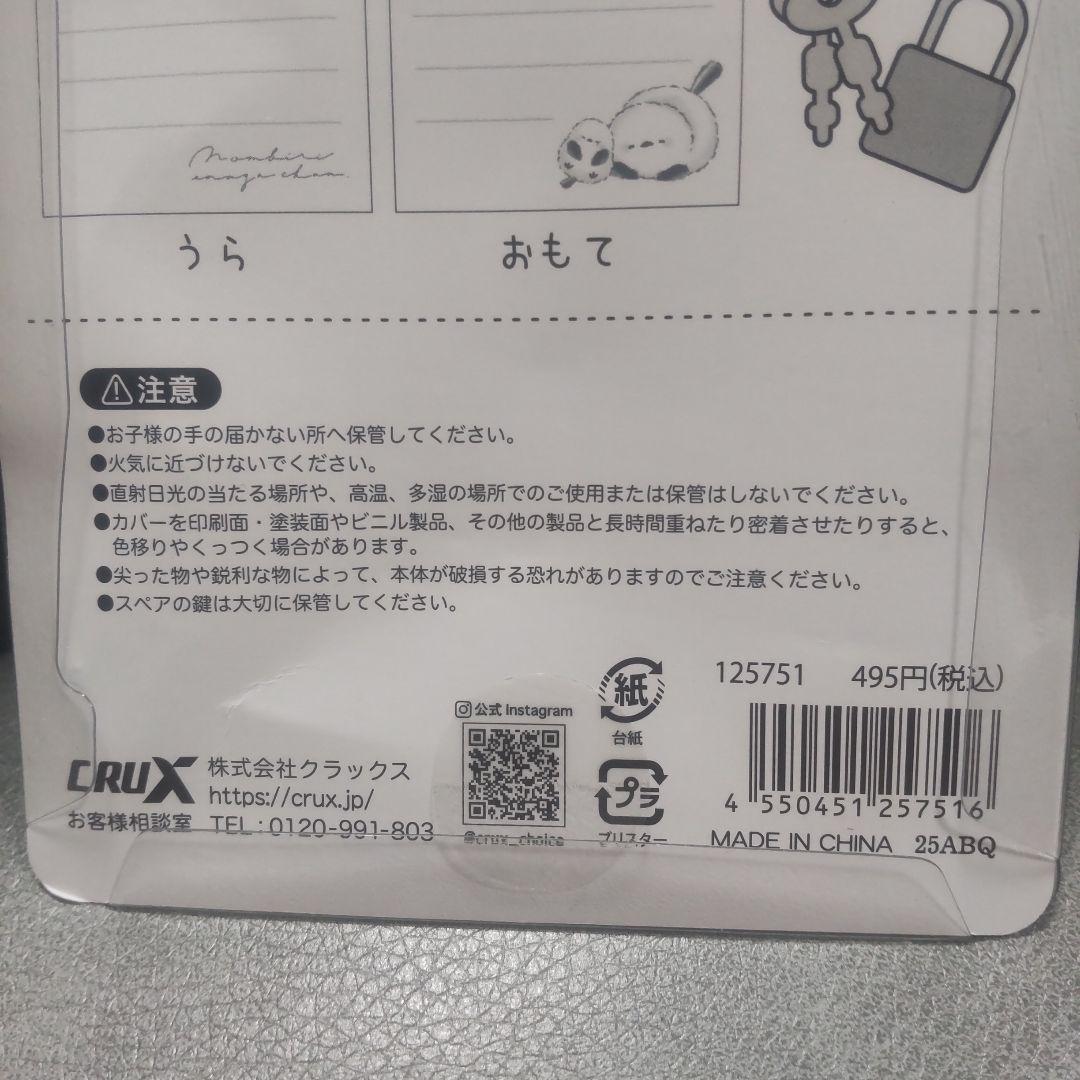 Mombiri
enaga chan.
うら おもて
注意
●お子様の手の届かない所へ保管してください。
●火気に近づけないでください。
●直射日光の当たる場所や、高温、多湿の場所でのご使用または保管はしないでください。
●カバーを印刷面・塗装面やビニル製品、その他の製品と長時間重ねたり密着させたりすると、
色移りやくっつく場合があります。
●尖った物や鋭利な物によって、本体が破損する恐れがありますのでご注意ください。
●スペアの鍵は大切に保管してください。
125751 495円(税込)
紙
台紙
公式 Instagram
@crux_choice
プラ
ブリスター
CRUX 株式会社クラックス
https://crux.jp/
お客様相談室 TEL:0120-991-803
4 550451 257516
MADE IN CHINA 25ABQ